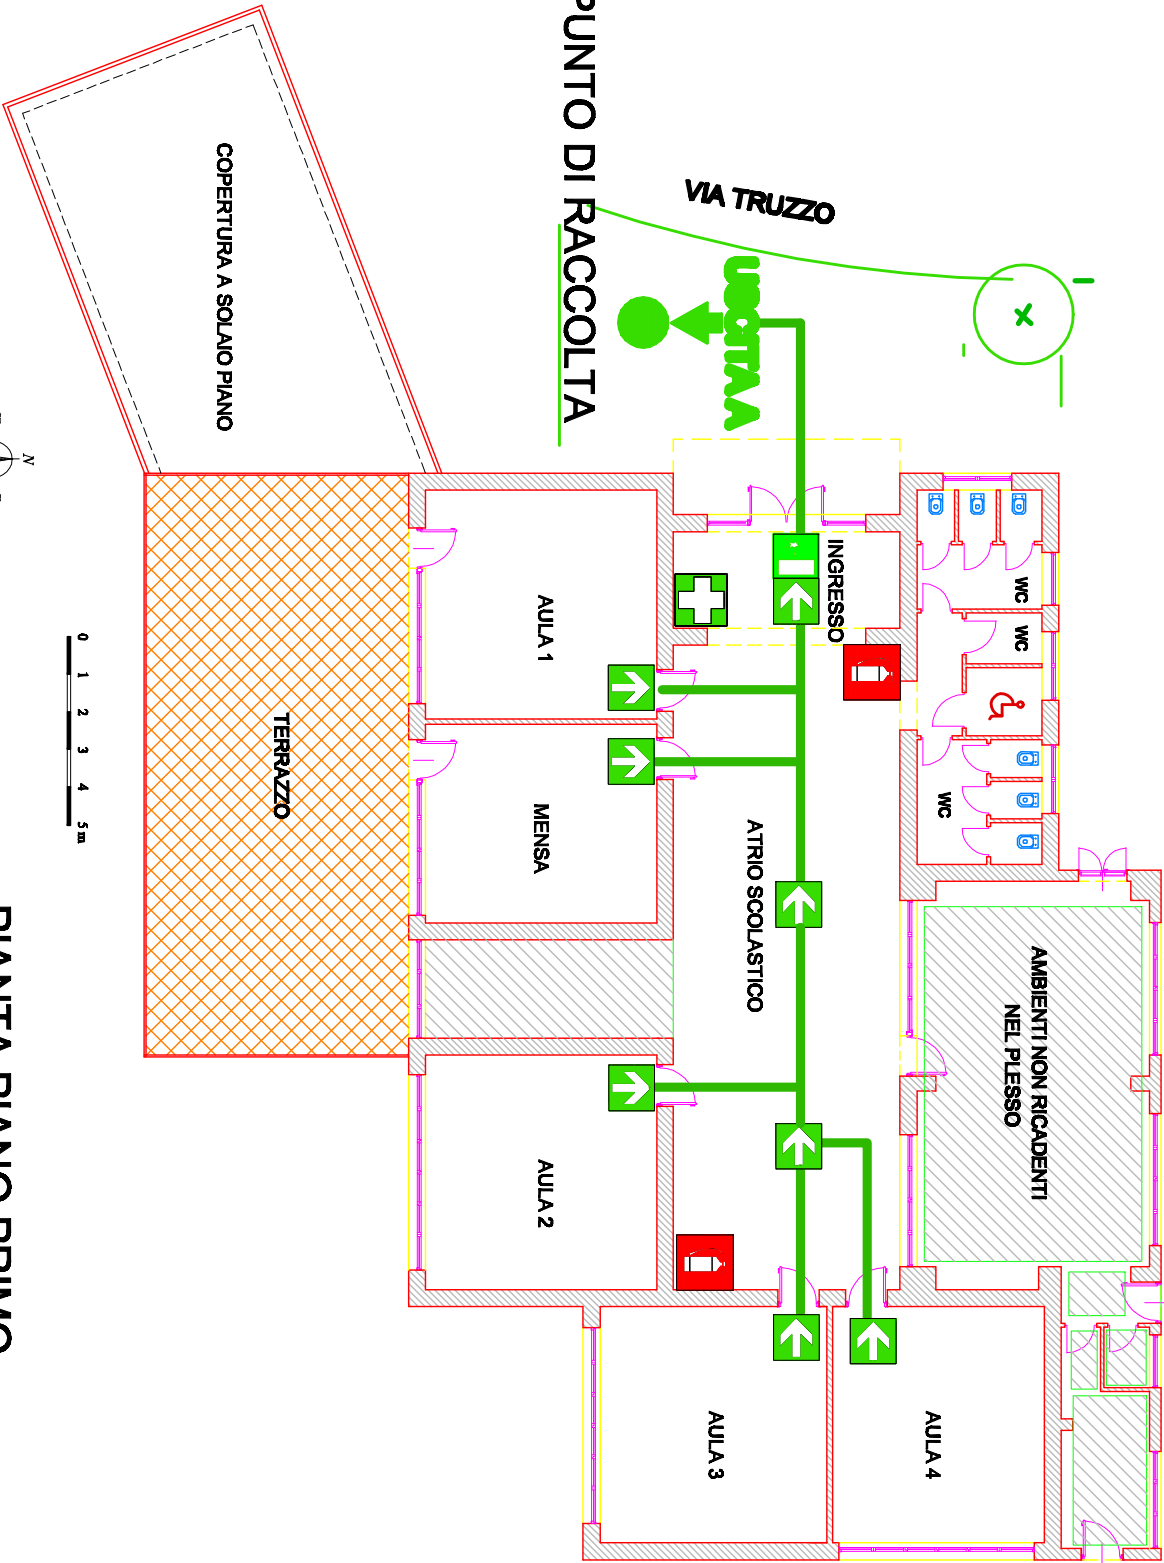 PUNTO DI RACCOLTA
VIA TRUZZO
USCITA A
COPERTURA A SOLAIO PIANO
N
INGRESSO
WC
WC
WC
AULA 1
MENSA
ATRIO SCOLASTICO
TERRAZZO
AMBIENTI NON RICADENTI
NEL PLESSO
AULA 2
AULA 3
AULA 4
0 1 2 3 4 5 m
PIANTA PIANO PRIMO